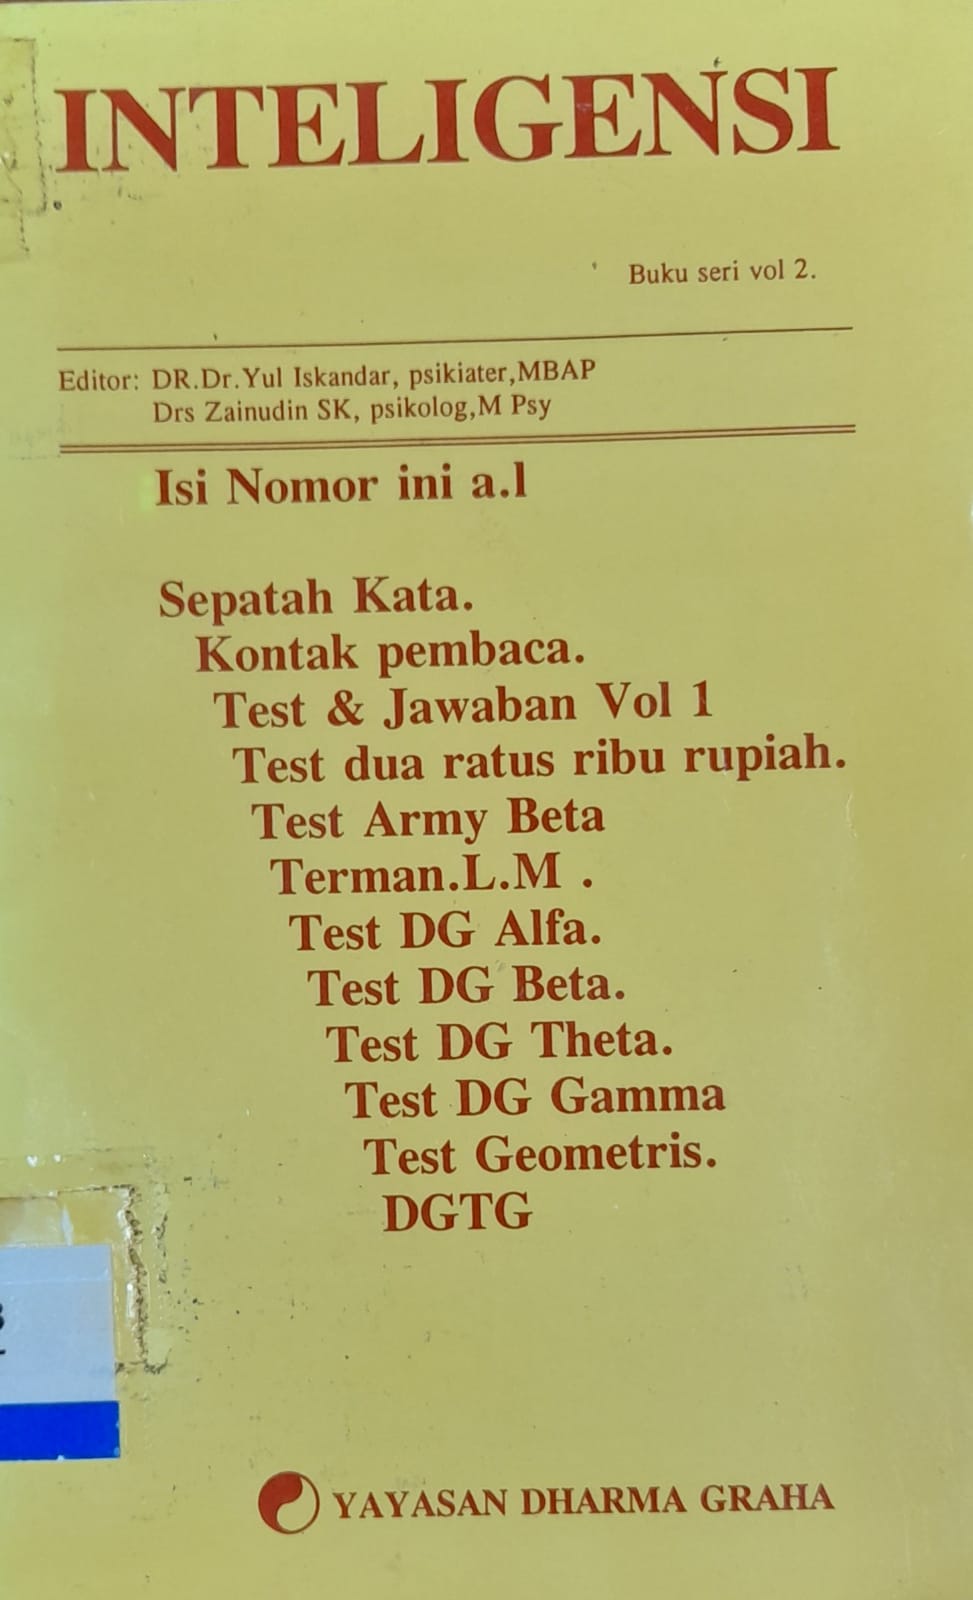 INTELIGENSI
Buku seri vol 2.
Editor: DR.Dr.Yul Iskandar, psikiater,MBAP
Drs Zainudin SK, psikolog,M Psy
Isi Nomor ini a.l
Sepatah Kata.
Kontak pembaca.
Test & Jawaban Vol 1
Test dua ratus ribu rupiah.
Test Army Beta
Terman.L.M .
Test DG Alfa.
Test DG Beta.
Test DG Theta.
Test DG Gamma
Test Geometris.
DGTG
YAYASAN DHARMA GRAHA